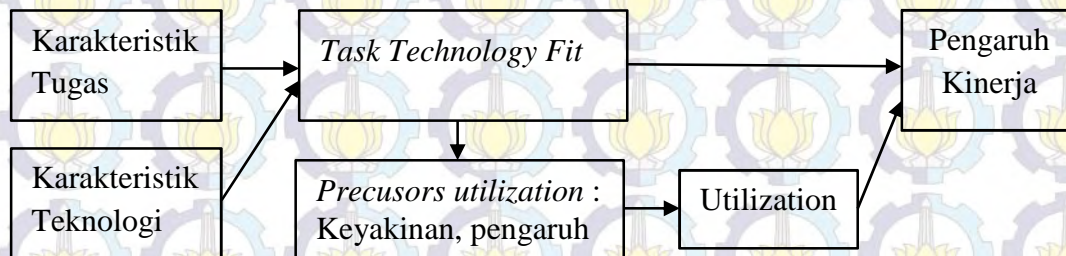 Karakteristik
Tugas
Task Technology Fit
Pengaruh
Kinerja
Karakteristik
Teknologi
Precusors utilization :
Keyakinan, pengaruh
Utilization